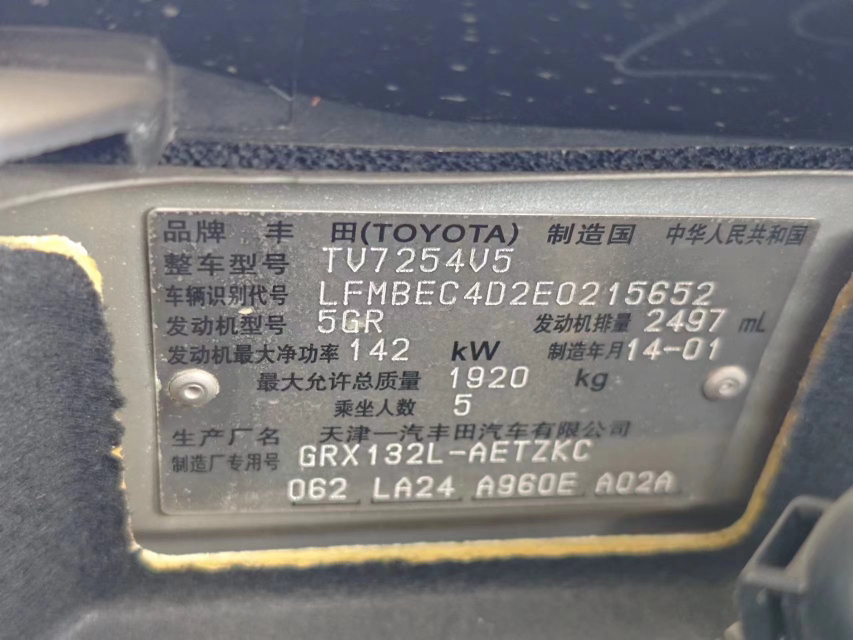 品牌 丰 田(TOYOTA) 制造国 中华人民共和国
整车型号 TV7254V5
车辆识别代号 LFMBEC4D2E0215652
发动机型号 5GR 发动机排量 2497 mL
发动机最大净功率 142 kW 制造年月 14-01
最大允许总质量 1920 kg
乘坐人数 5
生产厂名 天津一汽丰田汽车有限公司
制造厂专用号 GRX132L-AETZKC
062 LA24 A960E A02A